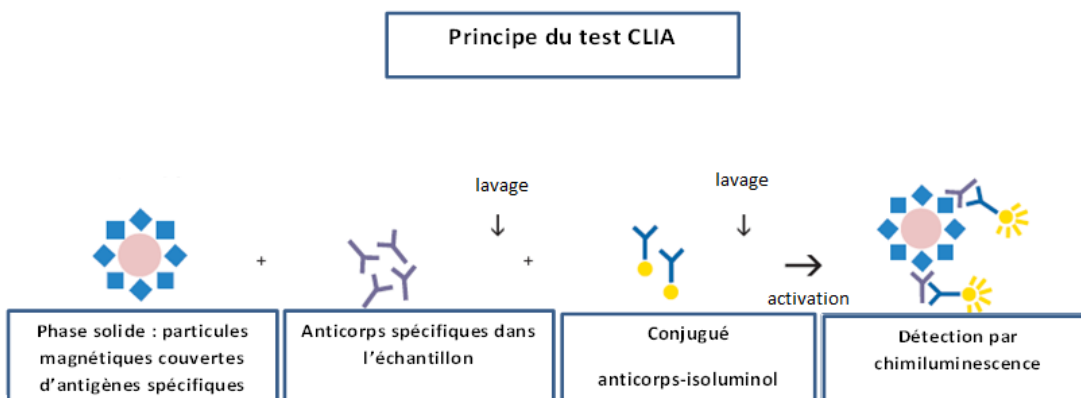 Principe du test CLIA
lavage
lavage
↓
↓
+
+
→
activation
Phase solide : particules
magnétiques couvertes
d'antigènes spécifiques
Anticorps spécifiques dans
l'échantillon
Conjugué
anticorps-isoluminol
Détection par
chimiluminescence